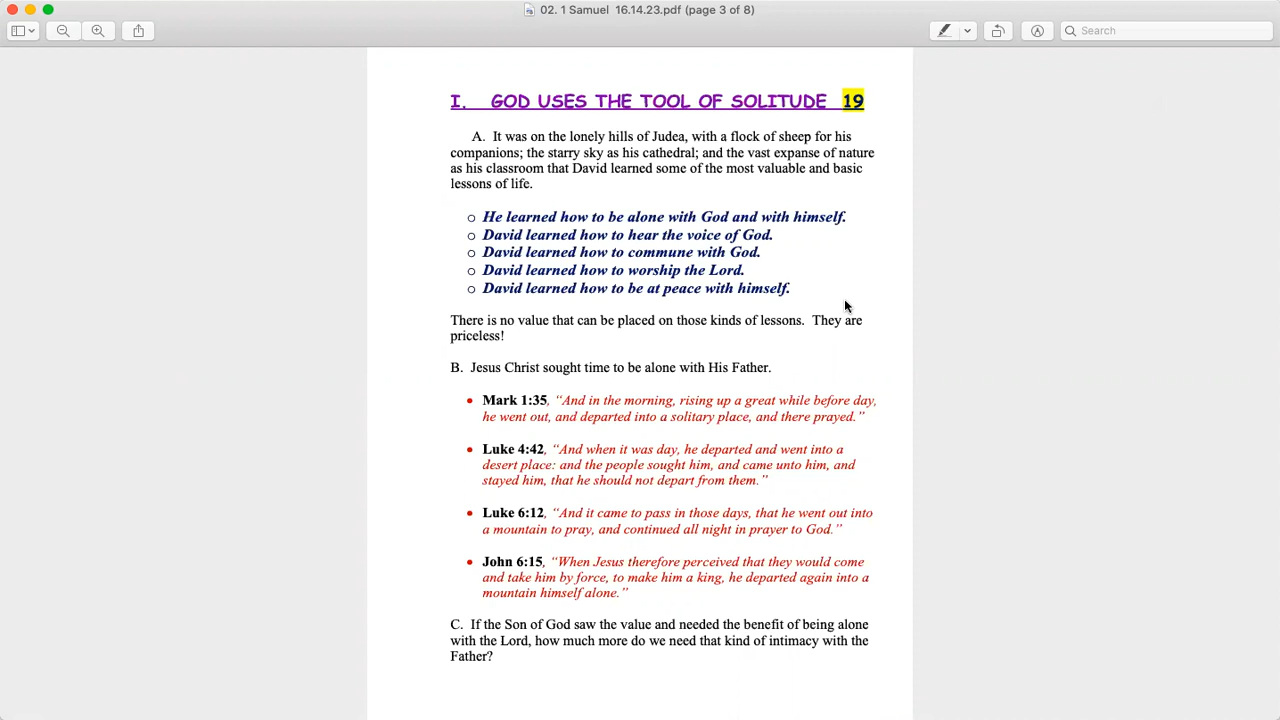 02. 1 Samuel 16.14.23.pdf (page 3 of 8)
Search
I. GOD USES THE TOOL OF SOLITUDE 19
A. It was on the lonely hills of Judea, with a flock of sheep for his
companions; the starry sky as his cathedral; and the vast expanse of nature
as his classroom that David learned some of the most valuable and basic
lessons of life.
o He learned how to be alone with God and with himself.
o David learned how to hear the voice of God.
o David learned how to commune with God.
o David learned how to worship the Lord.
o David learned how to be at peace with himself.
There is no value that can be placed on those kinds of lessons. They are
priceless!
B. Jesus Christ sought time to be alone with His Father.
• Mark 1:35, “And in the morning, rising up a great while before day,
he went out, and departed into a solitary place, and there prayed.”
• Luke 4:42, “And when it was day, he departed and went into a
desert place: and the people sought him, and came unto him, and
stayed him, that he should not depart from them.”
• Luke 6:12, “And it came to pass in those days, that he went out into
a mountain to pray, and continued all night in prayer to God.”
• John 6:15, “When Jesus therefore perceived that they would come
and take him by force, to make him a king, he departed again into a
mountain himself alone.”
C. If the Son of God saw the value and needed the benefit of being alone
with the Lord, how much more do we need that kind of intimacy with the
Father?